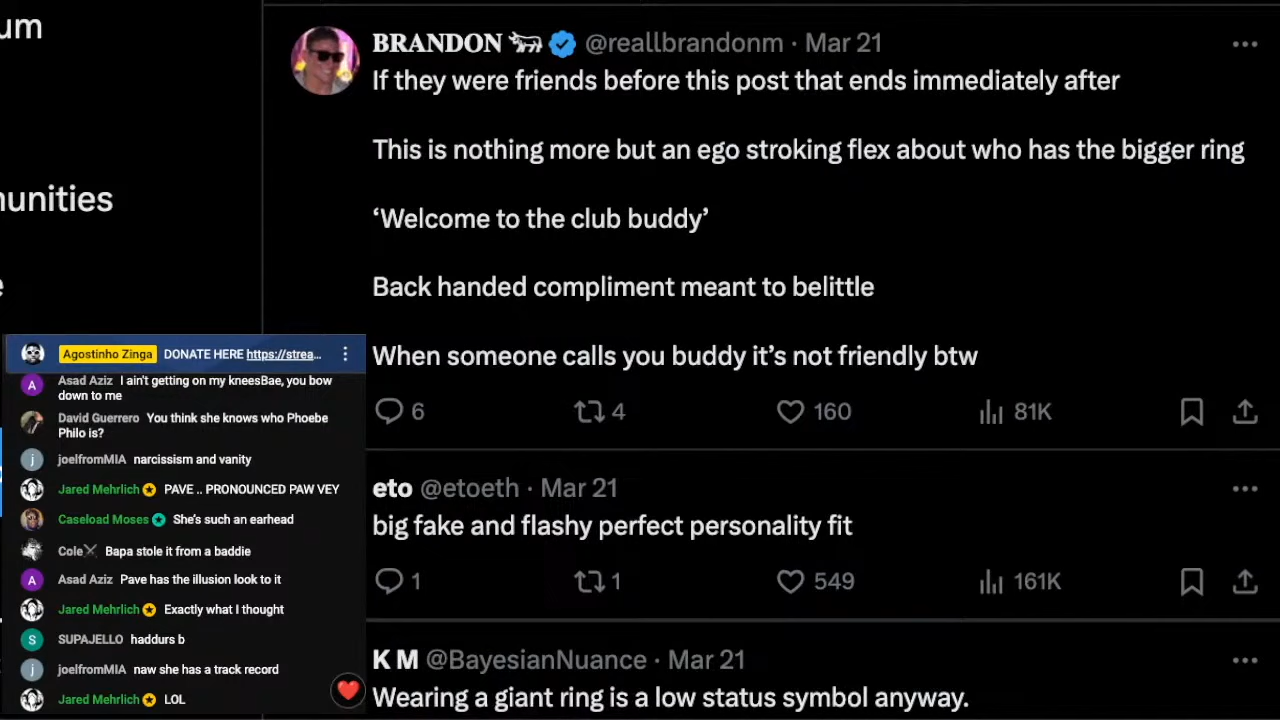 um
BRANDON @reallbrandonm · Mar 21
If they were friends before this post that ends immediately after
This is nothing more but an ego stroking flex about who has the bigger ring
nunities
‘Welcome to the club buddy’
Back handed compliment meant to belittle
When someone calls you buddy it’s not friendly btw
6 4 160 81K
eto @etoeth · Mar 21
big fake and flashy perfect personality fit
1 1 549 161K
K M @BayesianNuance · Mar 21
Wearing a giant ring is a low status symbol anyway.
Agostinho Zinga DONATE HERE https://strea...
A Asad Aziz I ain't getting on my kneesBae, you bow
down to me
David Guerrero You think she knows who Phoebe
Philo is?
j joelfromMIA narcissism and vanity
Jared Mehrlich PAVE .. PRONOUNCED PAW VEY
Caseload Moses She's such an earhead
Cole Bapa stole it from a baddie
A Asad Aziz Pave has the illusion look to it
Jared Mehrlich Exactly what I thought
S SUPAJELLO haddurs b
j joelfromMIA naw she has a track record
Jared Mehrlich LOL